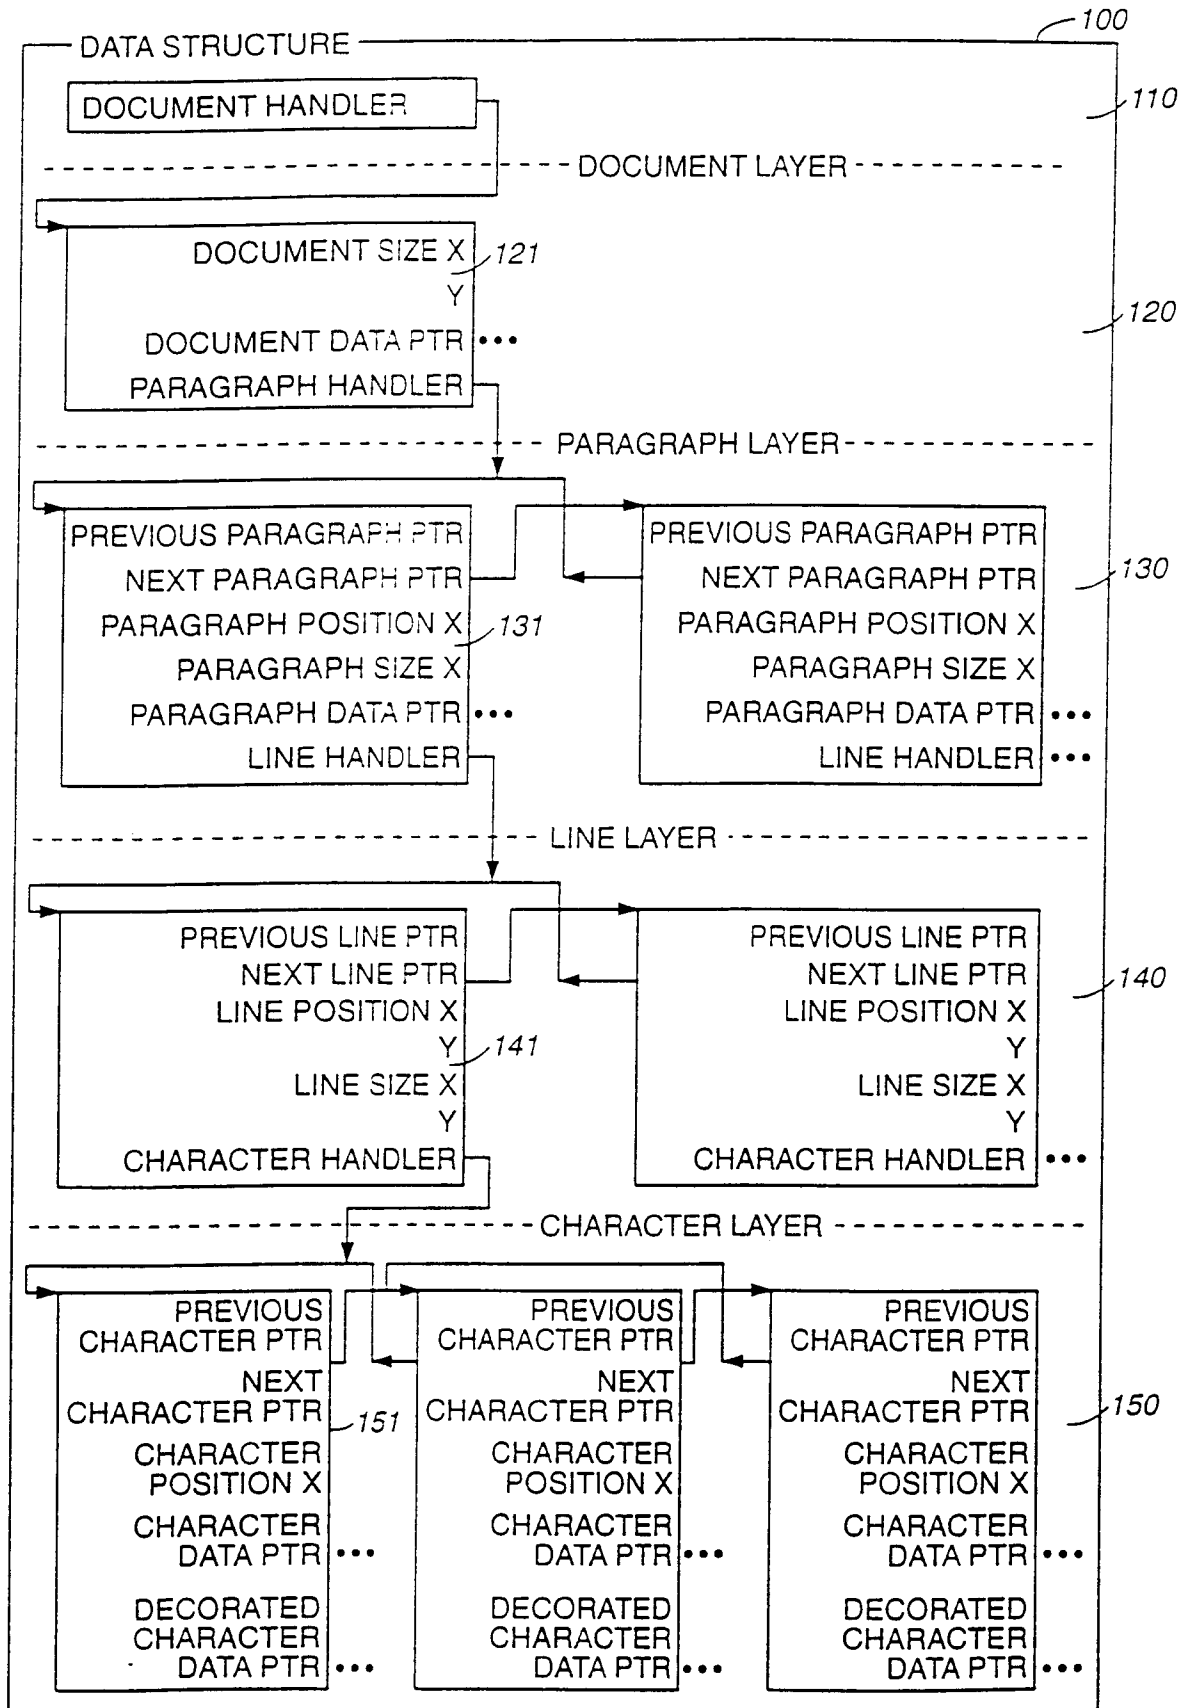 100
DATA STRUCTURE
DOCUMENT HANDLER
110
DOCUMENT LAYER
DOCUMENT SIZE X
121
Y
120
DOCUMENT DATA PTR •••
PARAGRAPH HANDLER
PARAGRAPH LAYER
PREVIOUS PARAGRAPH PTR
NEXT PARAGRAPH PTR
PARAGRAPH POSITION X
131
PARAGRAPH SIZE X
PARAGRAPH DATA PTR •••
LINE HANDLER
PREVIOUS PARAGRAPH PTR
NEXT PARAGRAPH PTR
130
PARAGRAPH POSITION X
PARAGRAPH SIZE X
PARAGRAPH DATA PTR •••
LINE HANDLER •••
LINE LAYER
PREVIOUS LINE PTR
NEXT LINE PTR
LINE POSITION X
Y
141
LINE SIZE X
Y
CHARACTER HANDLER
PREVIOUS LINE PTR
NEXT LINE PTR
140
LINE POSITION X
Y
LINE SIZE X
Y
CHARACTER HANDLER •••
CHARACTER LAYER
PREVIOUS
CHARACTER PTR
NEXT
CHARACTER PTR
151
CHARACTER
POSITION X
CHARACTER
DATA PTR •••
DECORATED
CHARACTER
DATA PTR •••
PREVIOUS
CHARACTER PTR
NEXT
CHARACTER PTR
CHARACTER
POSITION X
CHARACTER
DATA PTR •••
DECORATED
CHARACTER
DATA PTR •••
PREVIOUS
CHARACTER PTR
NEXT
CHARACTER PTR
150
CHARACTER
POSITION X
CHARACTER
DATA PTR •••
DECORATED
CHARACTER
DATA PTR •••